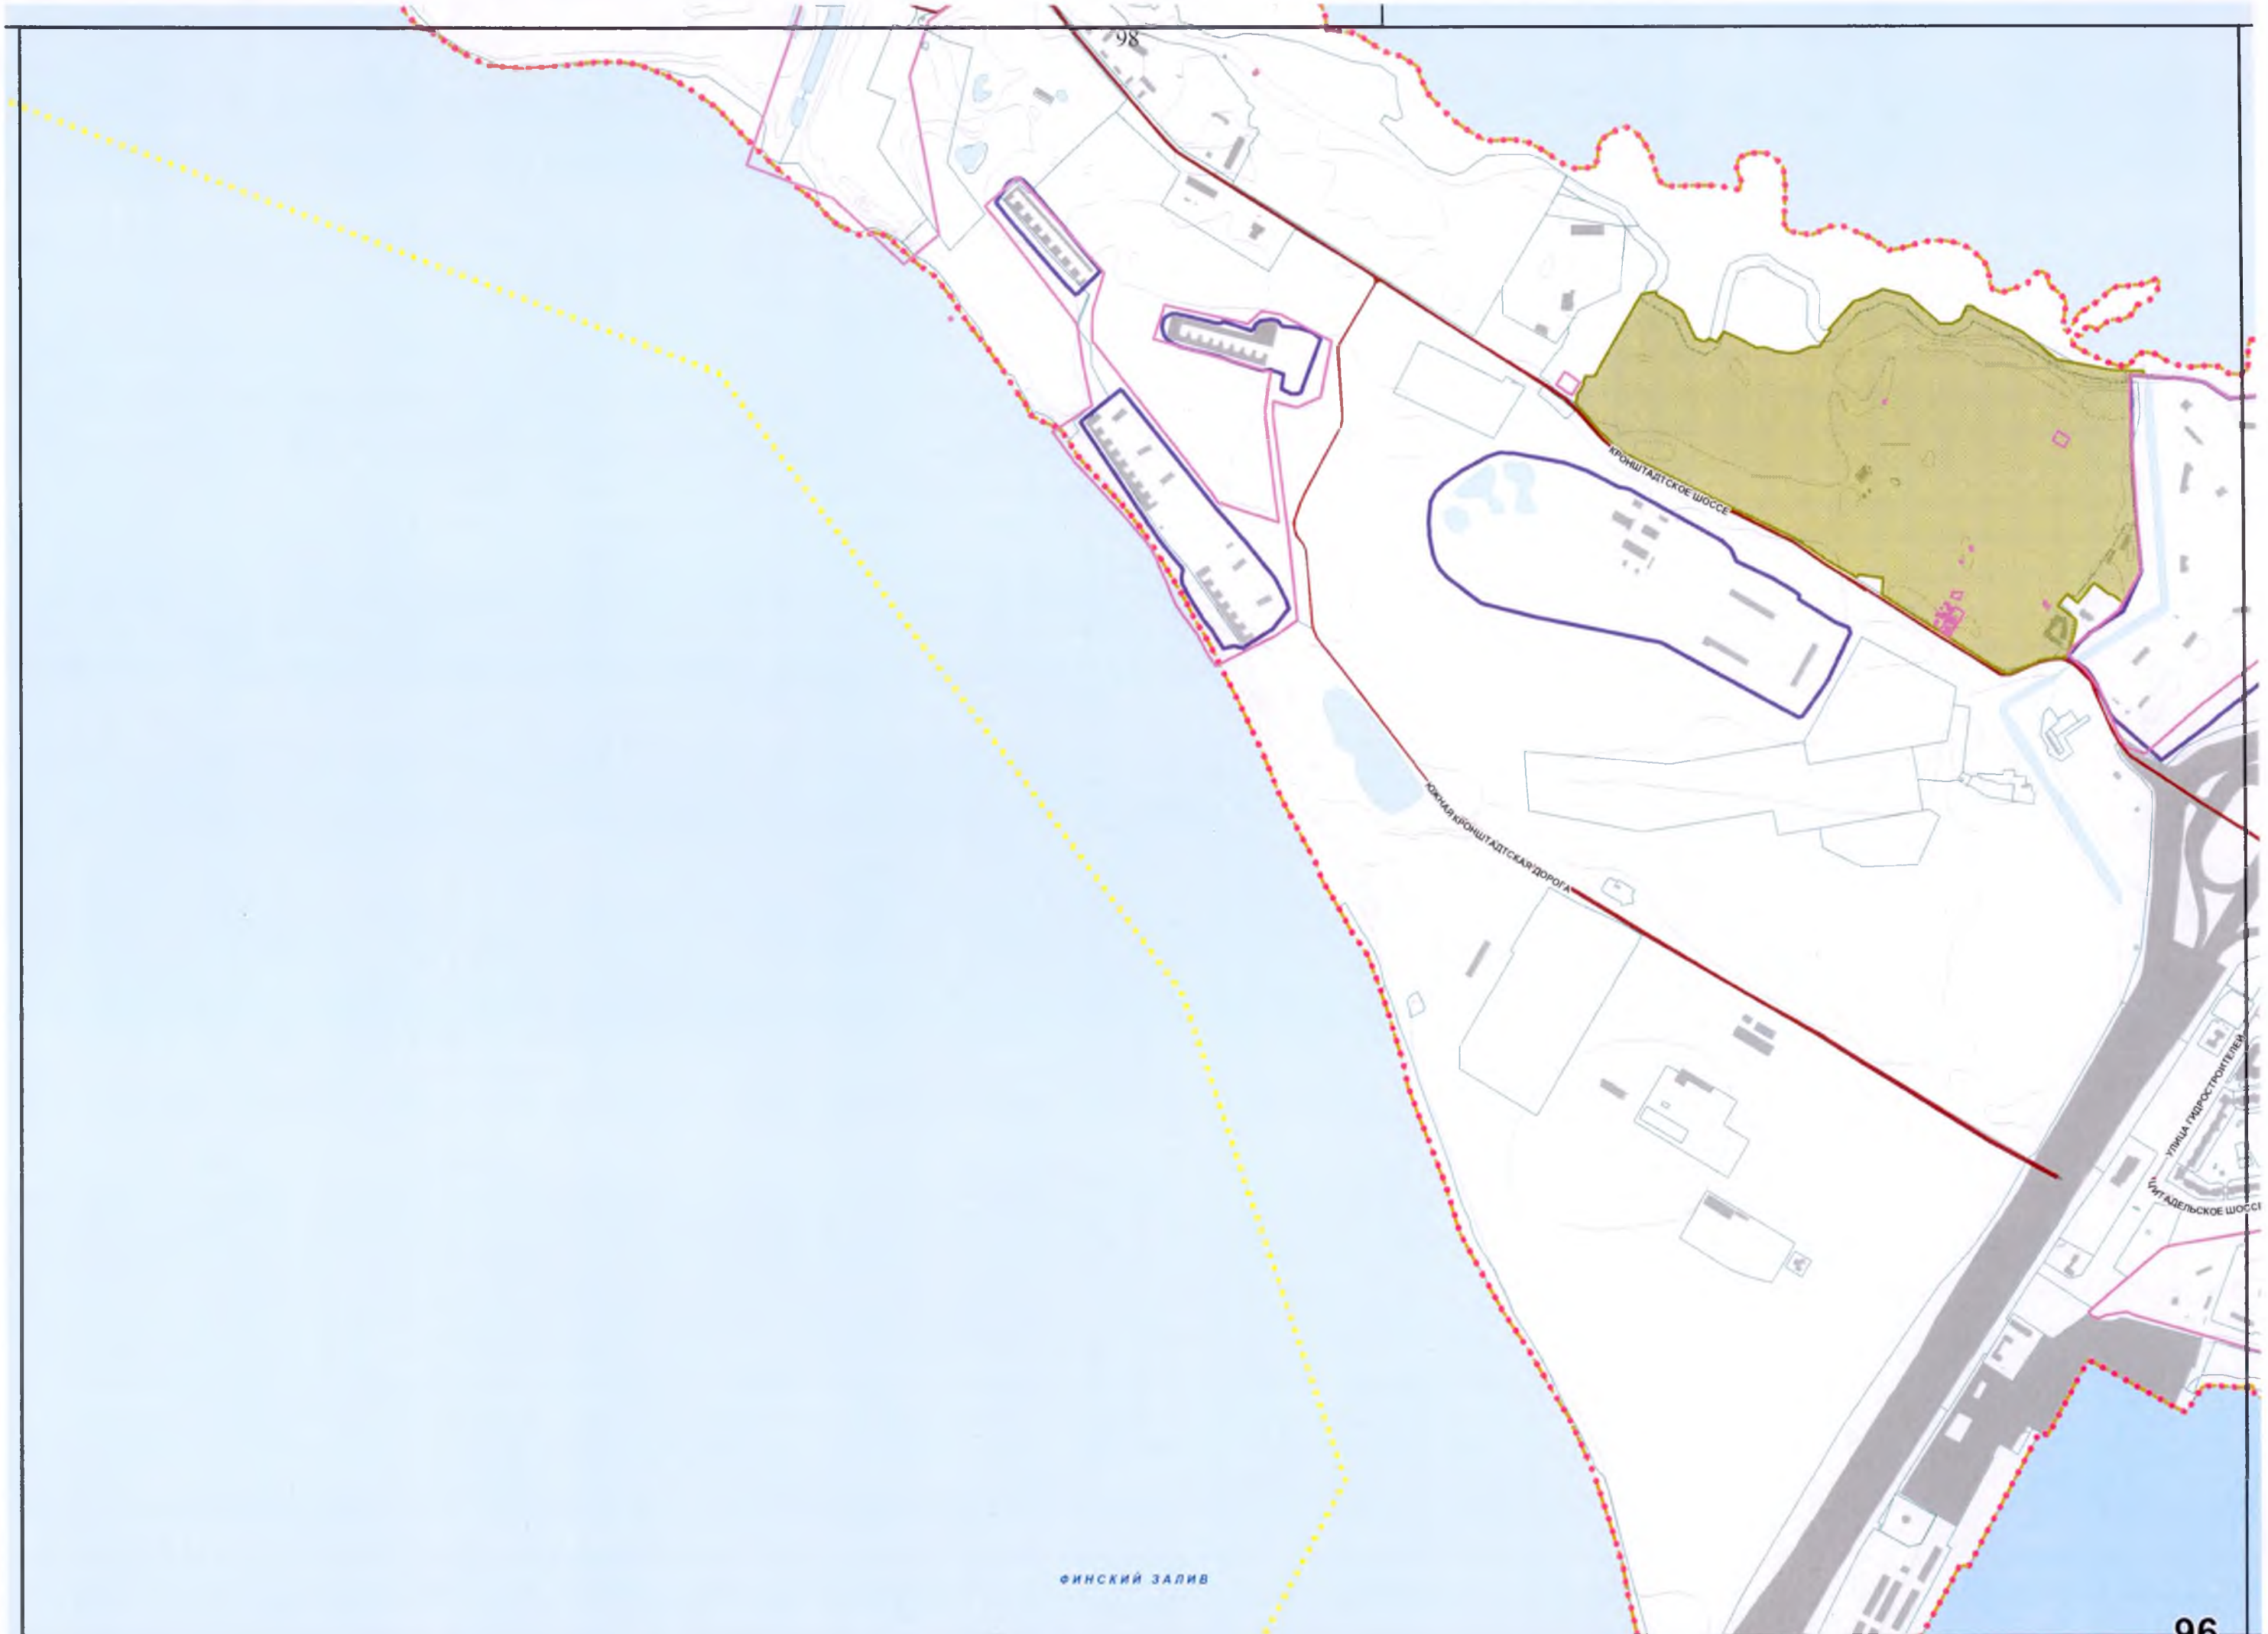 98
КРОНШТАДТСКОЕ ШОССЕ
ЮЖНАЯ КРОНШТАДТСКАЯ ДОРОГА
УЛИЦА ГИДРОСТРОИТЕЛЕЙ
ЦИТАДЕЛЬСКОЕ ШОССЕ
ФИНСКИЙ ЗАЛИВ
96